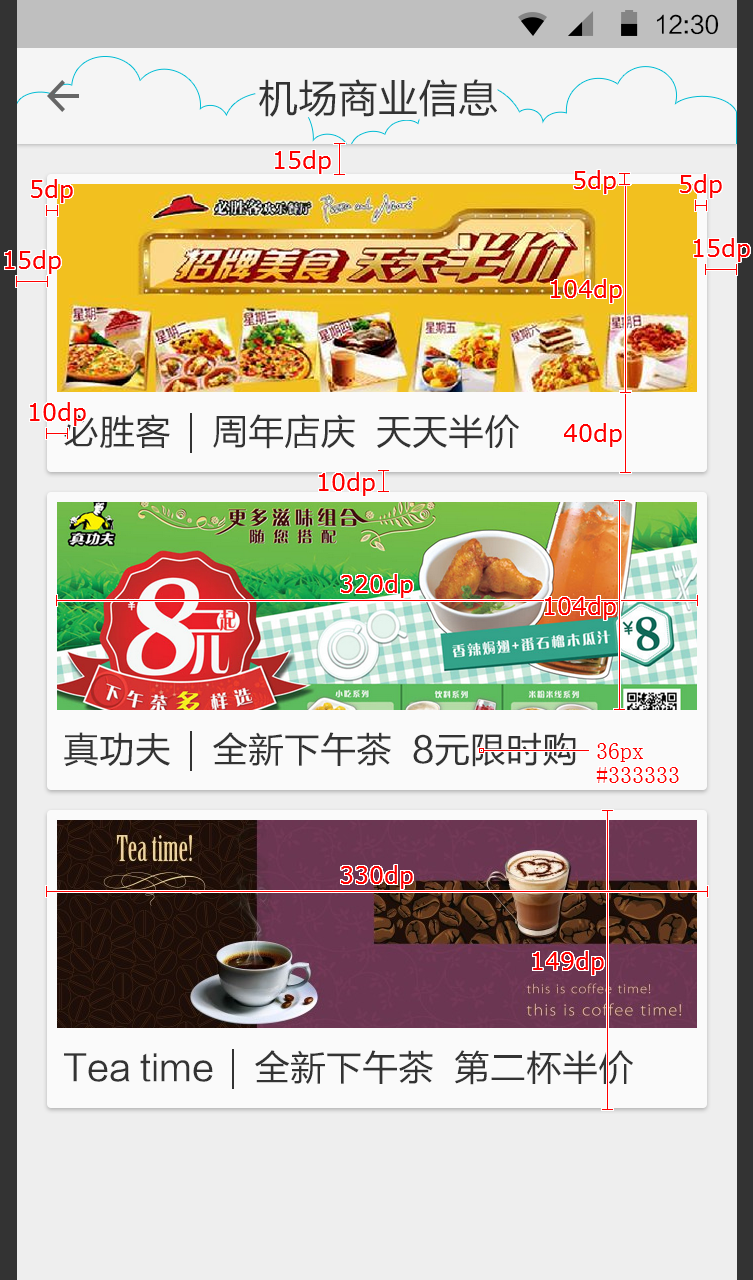 12:30
机场商业信息
15dp
5dp
5dp
5dp
15dp
15dp
必胜客欢乐餐厅 Pizza and More
招牌美食 天天半价
104dp
星期一
星期二
星期三
星期四
星期五
星期六
星期日
10dp
必胜客｜周年店庆 天天半价
40dp
10dp
真功夫
更多滋味组合
随您搭配
320dp
104dp
¥8元起
¥8
香辣焗翅+番石榴木瓜汁
下午茶多样选
小吃系列
饮料系列
米粉米线系列
真功夫｜全新下午茶 8元限时购
36px
#333333
Tea time!
330dp
149dp
this is coffee time!
this is coffee time!
Tea time｜全新下午茶 第二杯半价